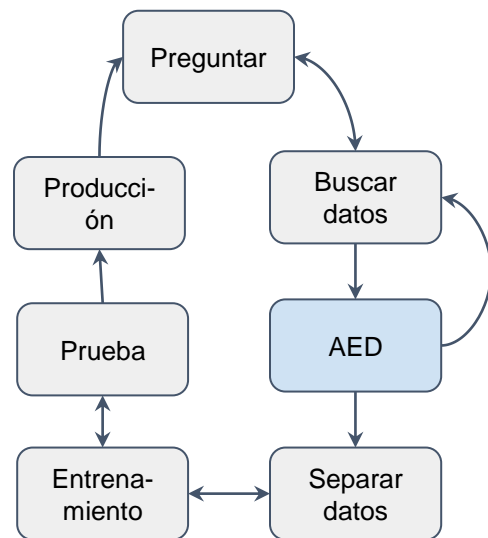 Preguntar
Buscar
datos
AED
Separar
datos
Entrena-
miento
Prueba
Producci-
ón